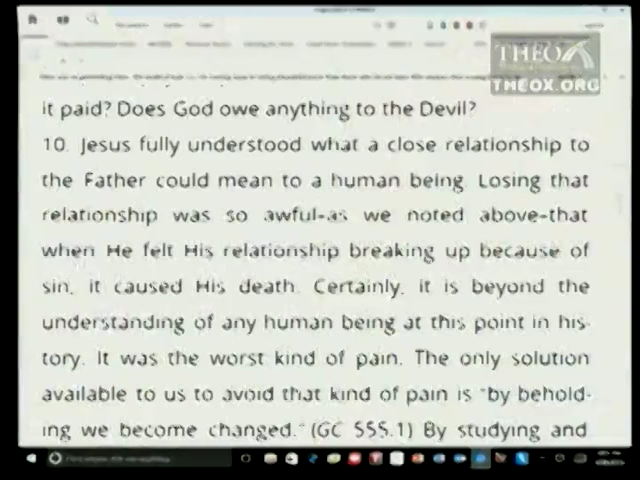 THEOX
THEOX.ORG
it paid? Does God owe anything to the Devil?
10. Jesus fully understood what a close relationship to
the Father could mean to a human being. Losing that
relationship was so awful-as we noted above-that
when He felt His relationship breaking up because of
sin, it caused His death. Certainly, it is beyond the
understanding of any human being at this point in his-
tory. It was the worst kind of pain. The only solution
available to us to avoid that kind of pain is "by behold-
ing we become changed." (GC 555.1) By studying and